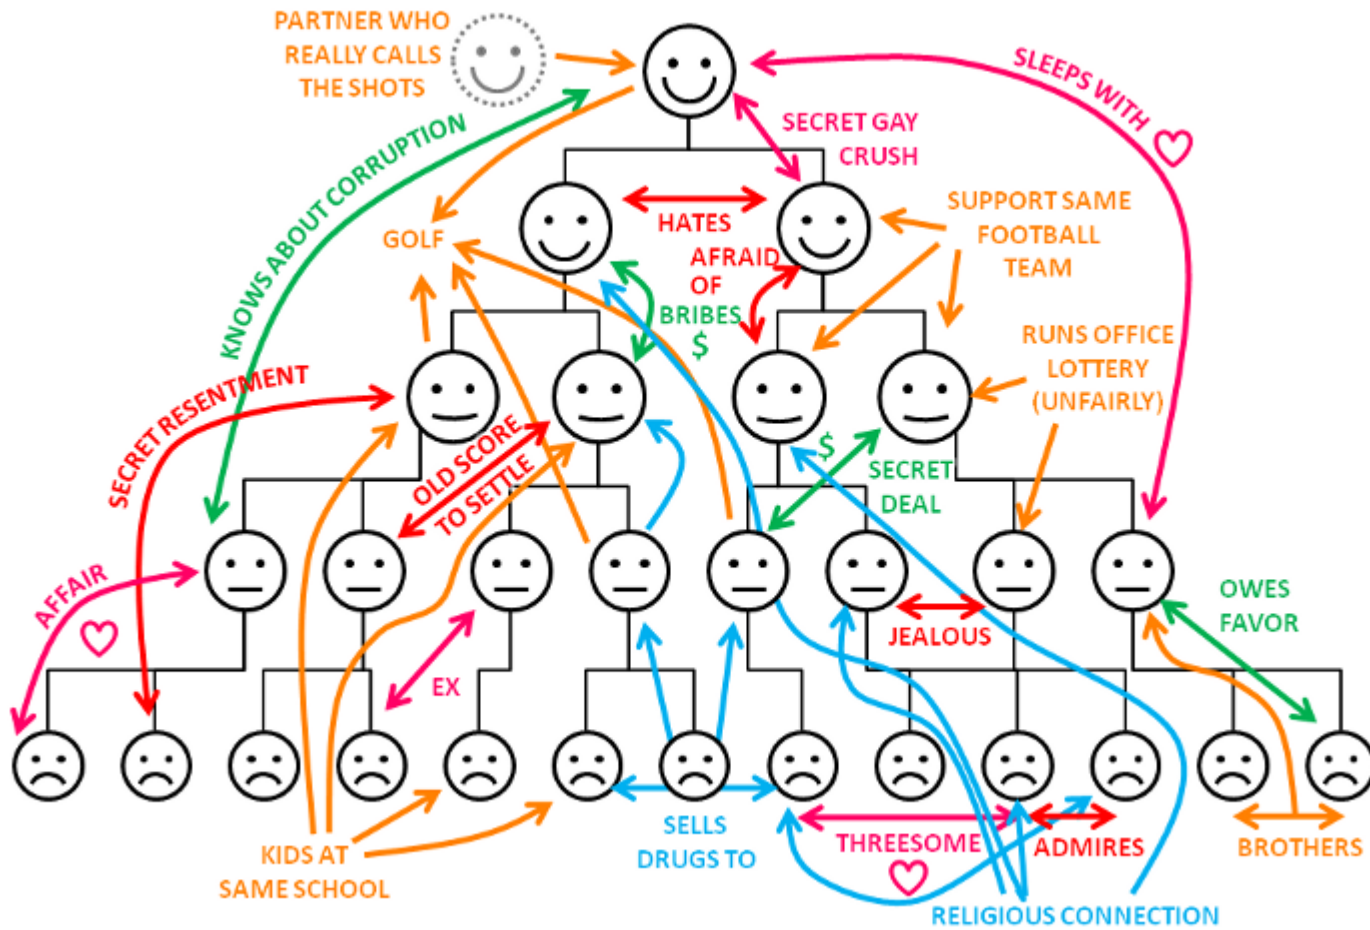 PARTNER WHO
REALLY CALLS
THE SHOTS
SLEEPS WITH
SECRET GAY
CRUSH
KNOWS ABOUT CORRUPTION
GOLF
HATES
SUPPORT SAME
FOOTBALL
TEAM
AFRAID
OF
BRIBES
$
RUNS OFFICE
LOTTERY
(UNFAIRLY)
SECRET RESENTMENT
OLD SCORE
TO SETTLE
$
SECRET
DEAL
AFFAIR
OWES
FAVOR
JEALOUS
EX
KIDS AT
SAME SCHOOL
SELLS
DRUGS TO
THREESOME
ADMIRES
BROTHERS
RELIGIOUS CONNECTION